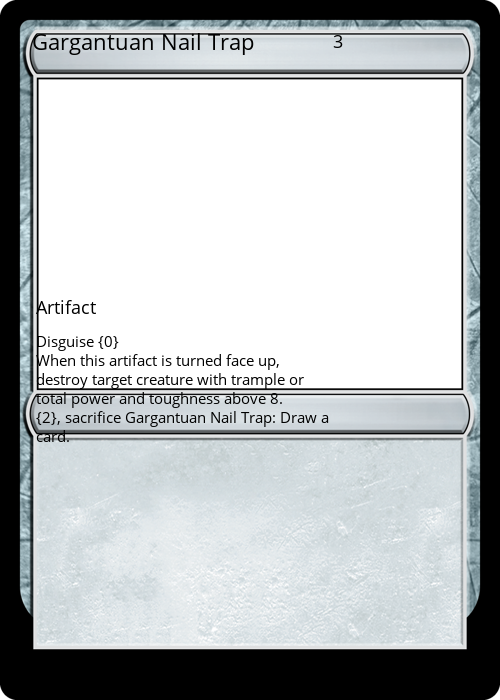 Gargantuan Nail Trap 3
Artifact
Disguise {0}
When this artifact is turned face up,
destroy target creature with trample or
total power and toughness above 8.
{2}, sacrifice Gargantuan Nail Trap: Draw a
card.